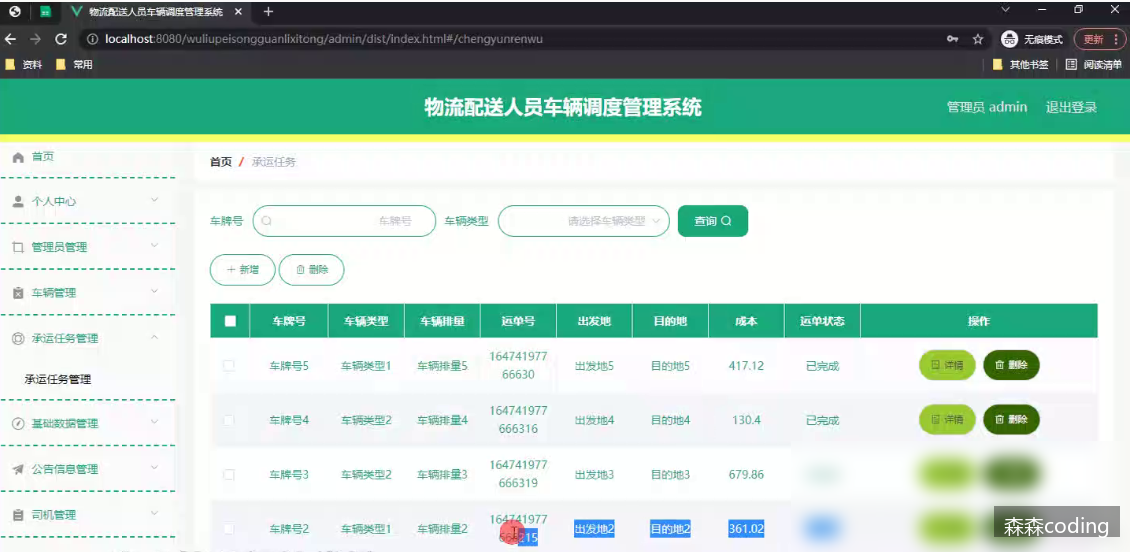 物流配送人员车辆调度管理系统
localhost:8080/wuliupeisongguanlixitong/admin/dist/index.html#/chengyunrenwu
无痕模式
更新
资料
常用
其他书签
阅读清单
物流配送人员车辆调度管理系统
管理员 admin
退出登录
首页
个人中心
管理员管理
车辆管理
承运任务管理
承运任务管理
基础数据管理
公告信息管理
司机管理
首页 / 承运任务
车牌号 车牌号 车辆类型 请选择车辆类型 查询
+ 新增 删除
车牌号 车辆类型 车辆排量 运单号 出发地 目的地 成本 运单状态 操作
车牌号5 车辆类型1 车辆排量5 164741977
66630 出发地5 目的地5 417.12 已完成 详情 删除
车牌号4 车辆类型2 车辆排量4 164741977
666316 出发地4 目的地4 130.4 已完成 详情 删除
车牌号3 车辆类型2 车辆排量3 164741977
666319 出发地3 目的地3 679.86
车牌号2 车辆类型1 车辆排量2 164741977
出发地2 目的地2 361.02
森森coding